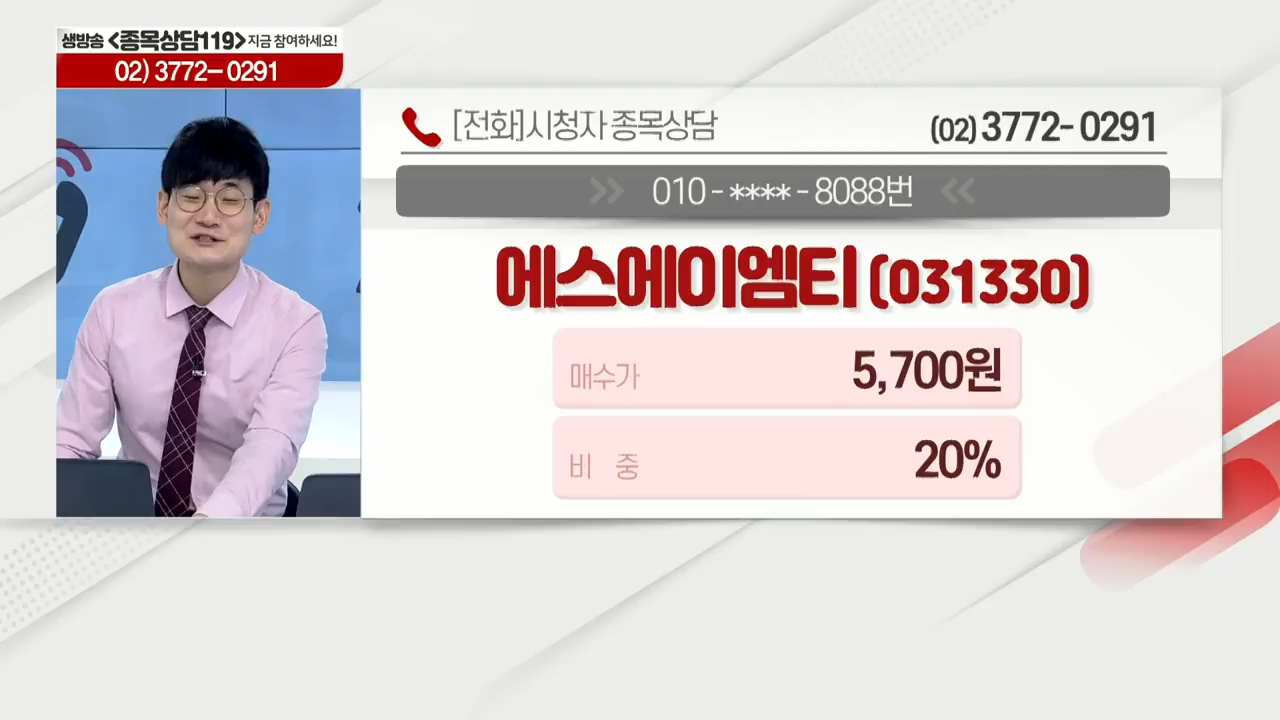 생방송 <종목상담119> 지금 참여하세요!
02) 3772-0291
[전화]시청자 종목상담
(02) 3772-0291
010 - **** - 8088번
에스에이엠티 (031330)
매수가 5,700원
비 중 20%